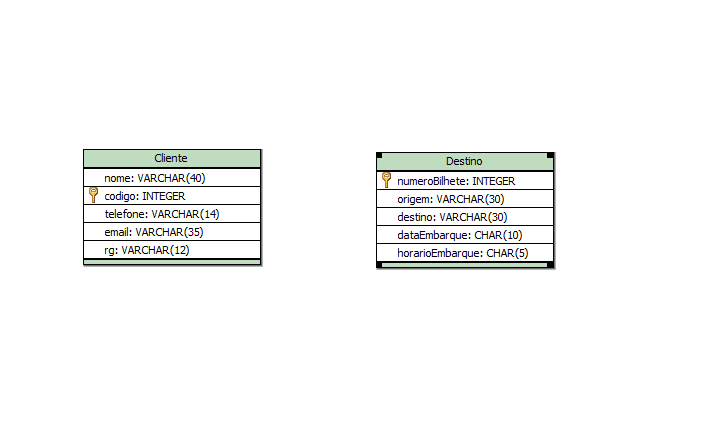 Cliente
nome: VARCHAR(40)
codigo: INTEGER
telefone: VARCHAR(14)
email: VARCHAR(35)
rg: VARCHAR(12)
Destino
numeroBilhete: INTEGER
origem: VARCHAR(30)
destino: VARCHAR(30)
dataEmbarque: CHAR(10)
horarioEmbarque: CHAR(5)